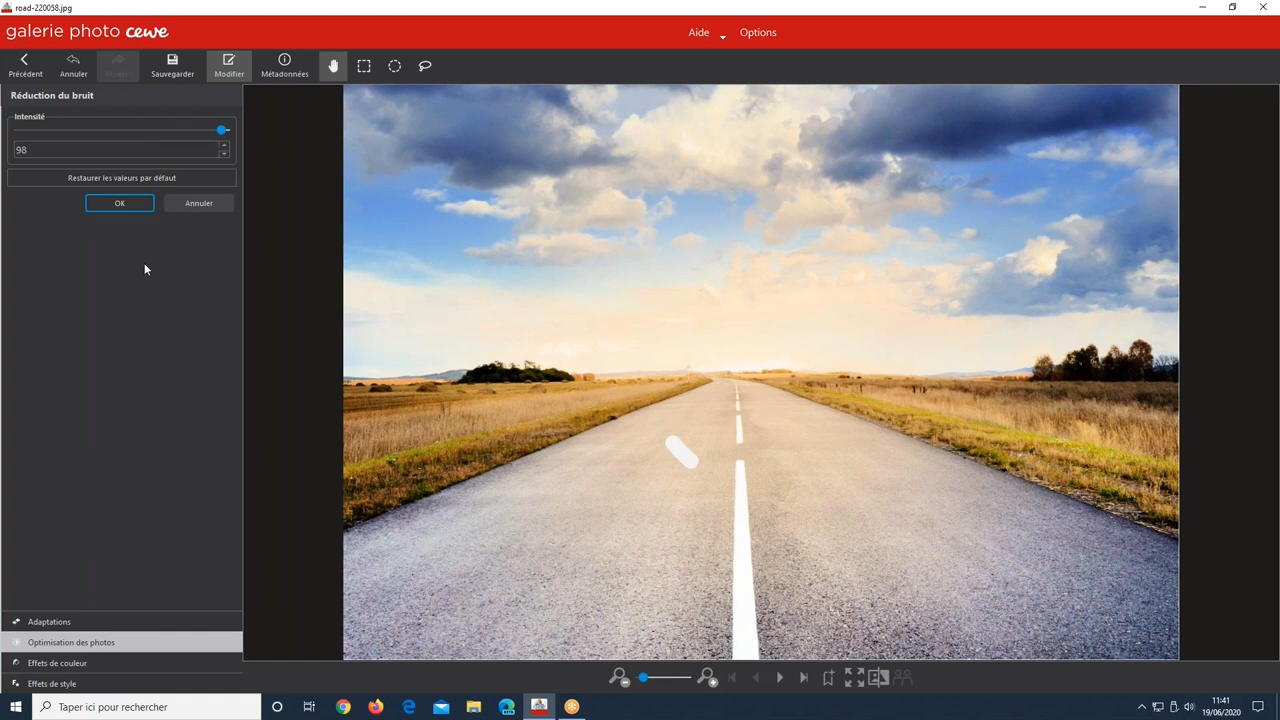 road-220058.jpg
galerie photo cewe
Aide
Options
Précédent
Annuler
Sauvegarder
Modifier
Métadonnées
Réduction du bruit
Intensité
98
Restaurer les valeurs par défaut
OK
Annuler
Adaptations
Optimisation des photos
Effets de couleur
Effets de style
Taper ici pour rechercher
11:41
19/06/2020